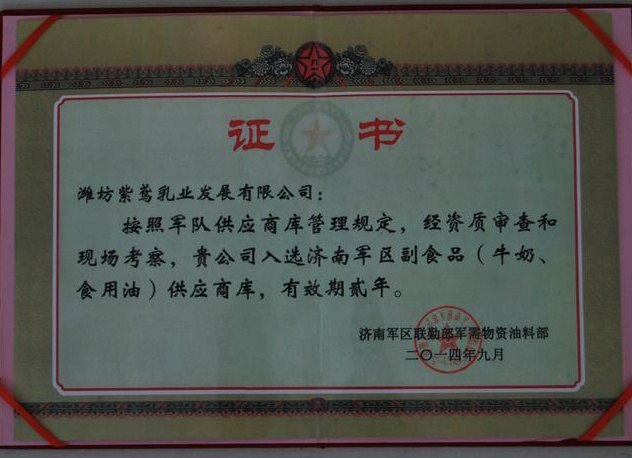 证书
潍坊紫鸢乳业发展有限公司：
按照军队供应商库管理规定，经资质审查和
现场考察，贵公司入选济南军区副食品（牛奶、
食用油）供应商库，有效期贰年。
济南军区联勤部军需物资油料部
二〇一四年九月